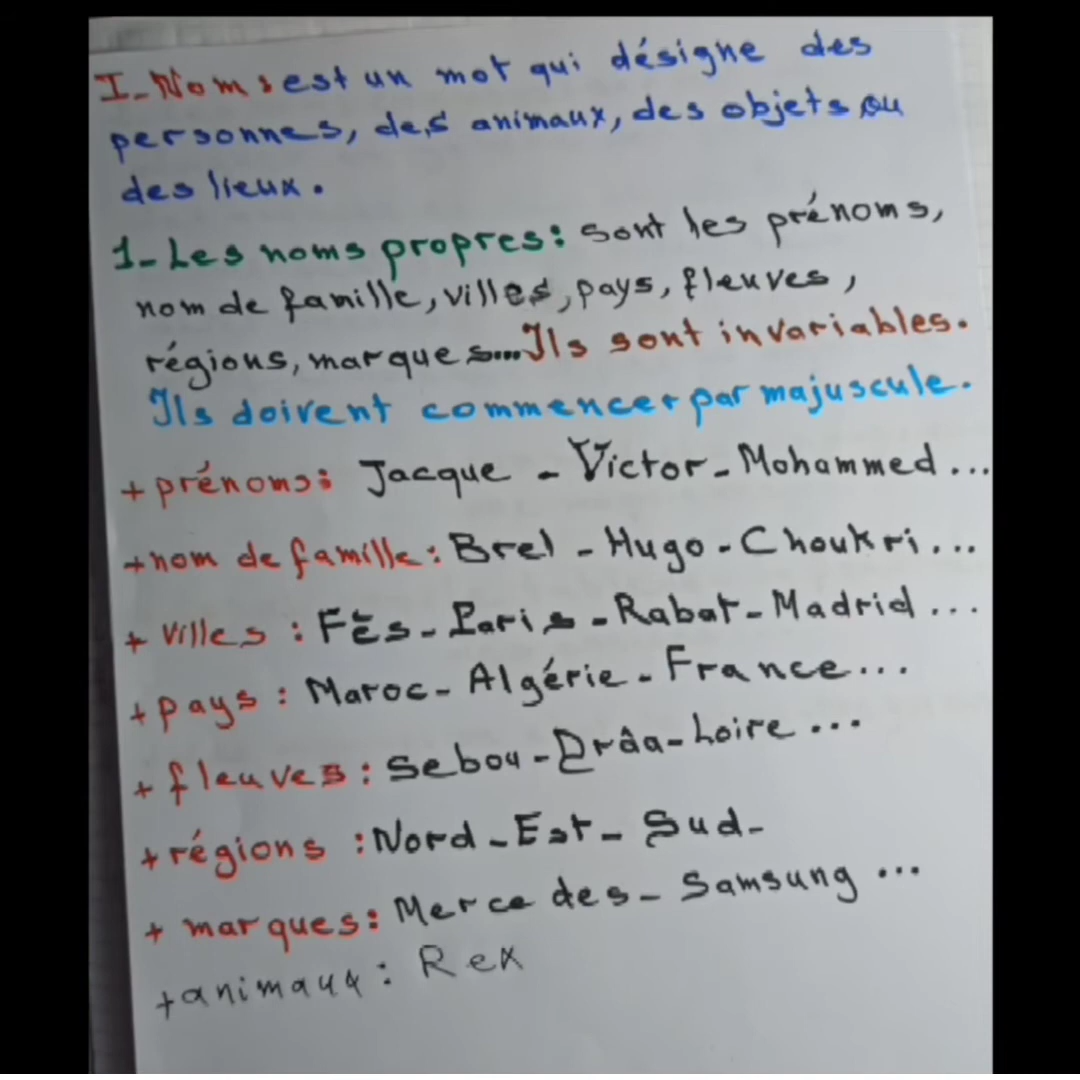 I-Nom : est un mot qui désigne des
personnes, des animaux, des objets ou
des lieux.
1-Les noms propres: sont les prénoms,
nom de famille, villes, pays, fleuves,
régions, marques... Ils sont invariables.
Ils doivent commencer par majuscule.
+ prénoms: Jacque - Victor - Mohammed ...
+nom de famille: Brel - Hugo - Choukri ...
+ villes : Fès - Paris - Rabat - Madrid ...
+ pays : Maroc - Algérie - France ...
+ fleuves : Sebou - Drâa - Loire ...
+ régions : Nord - Est - Sud -
+ marques: Mercedes - Samsung ...
+animaux : Rex